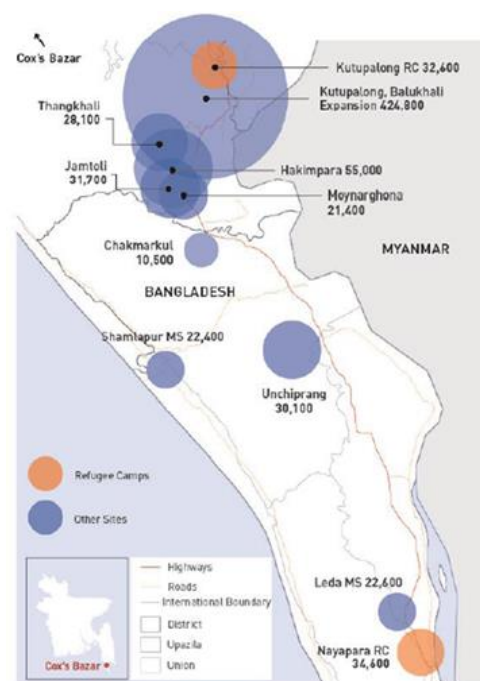 Cox's Bazar
Kutupalong RC 32,600
Kutupalong, Balukhali
Expansion 424,800
Thangkhali
28,100
Jamtoli
31,700
Hakimpara 55,000
Moynarghona
21,400
Chakmarkul
10,500
MYANMAR
BANGLADESH
Shamlapur MS 22,400
Unchiprang
30,100
Refugee Camps
Other Sites
Highways
Roads
International Boundary
District
Upazila
Union
Cox's Bazar
Leda MS 22,600
Nayapara RC
34,600